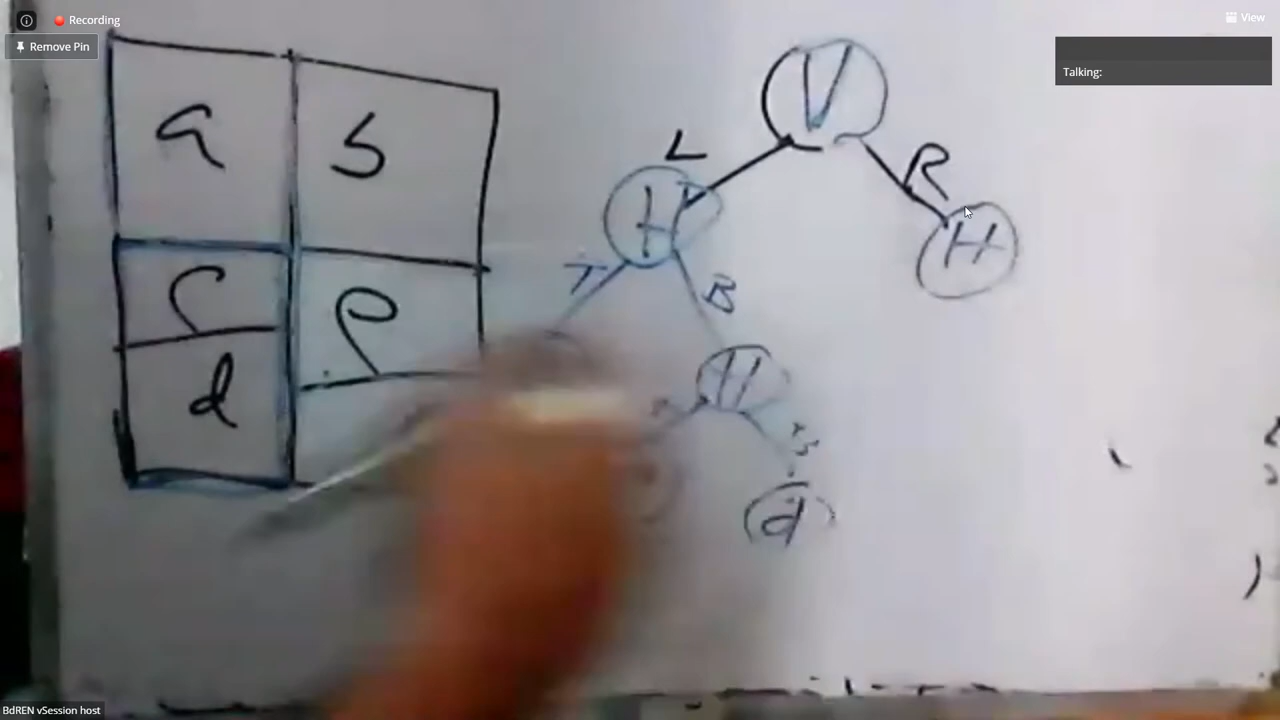 Recording
View
Remove Pin
Talking:
V
L
R
a
s
H
H
T
B
c
e
H
d
d
BdREN vSession host